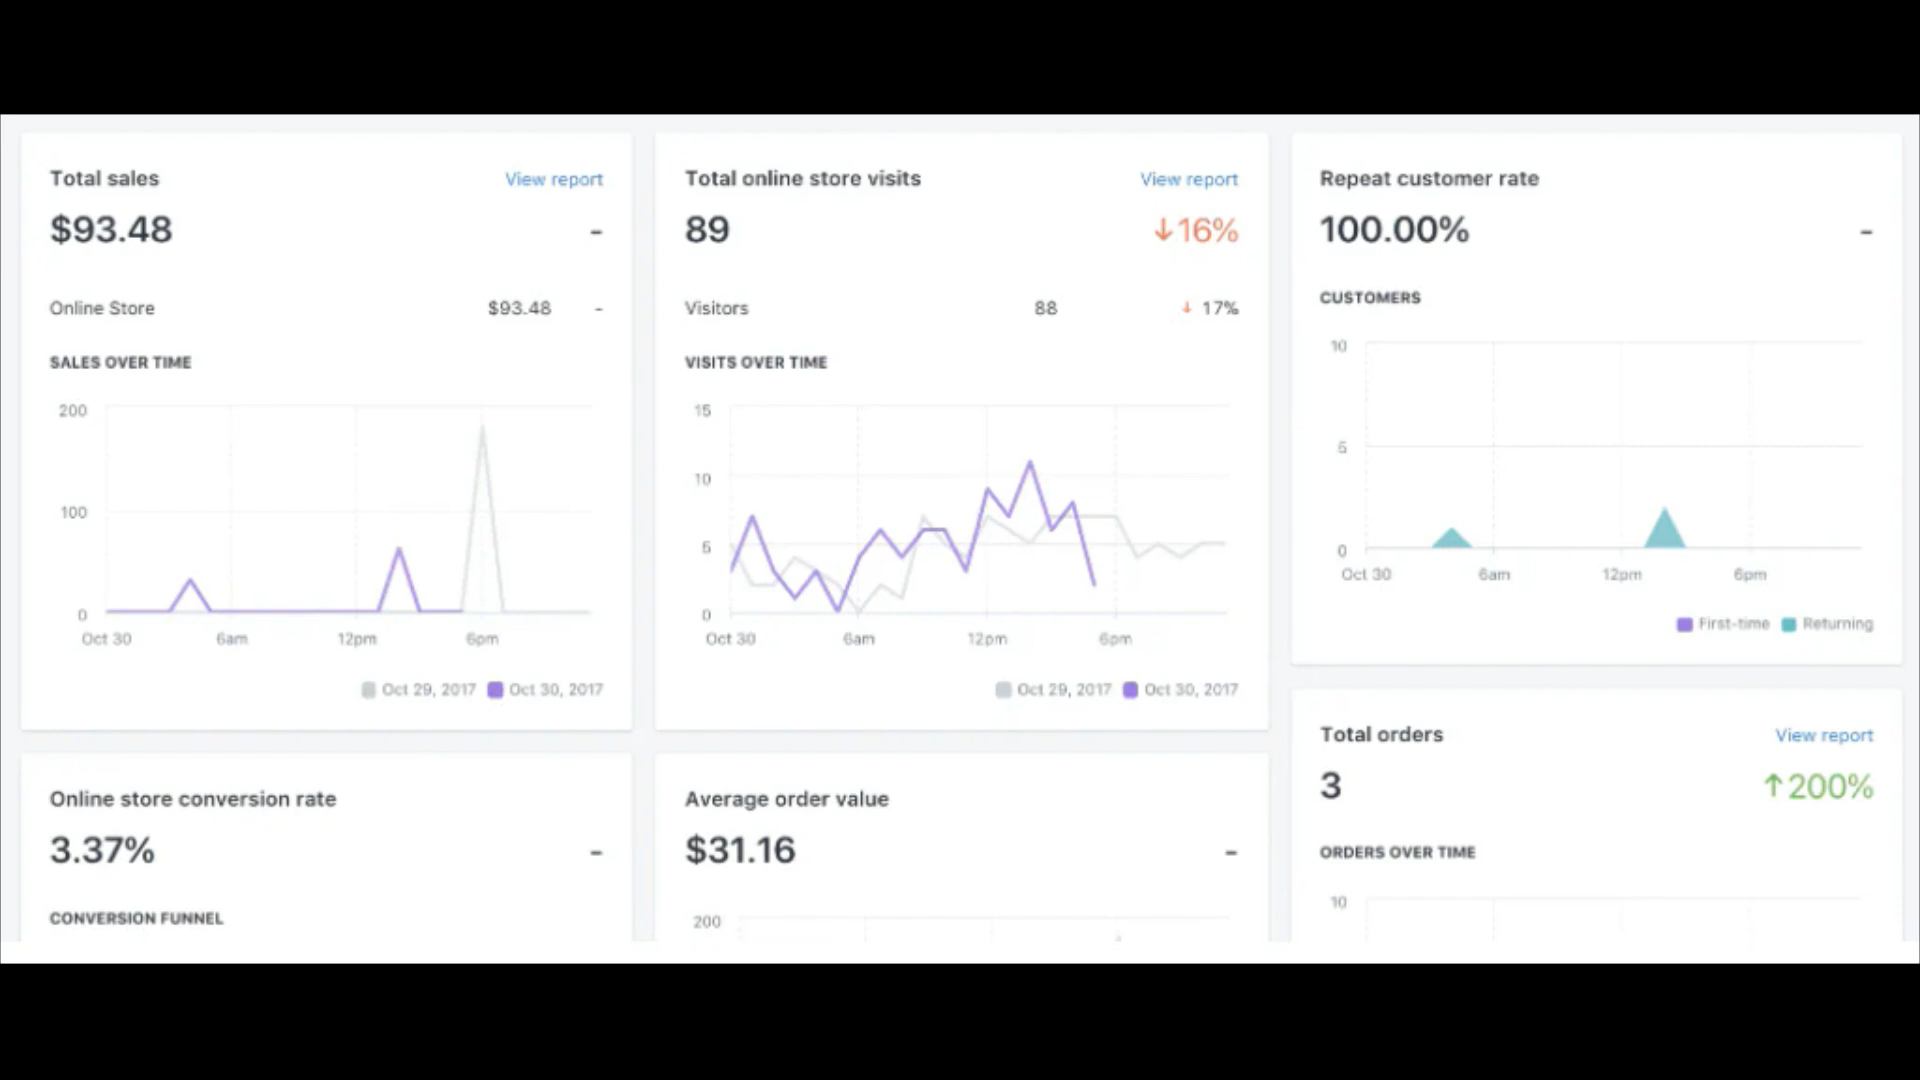 Total sales View report
$93.48 -
Online Store $93.48 -
SALES OVER TIME
200
100
0
Oct 30 6am 12pm 6pm
Oct 29, 2017 Oct 30, 2017
Total online store visits View report
89 ↓16%
Visitors 88 ↓ 17%
VISITS OVER TIME
15
10
5
0
Oct 30 6am 12pm 6pm
Oct 29, 2017 Oct 30, 2017
Repeat customer rate
100.00% -
CUSTOMERS
10
5
0
Oct 30 6am 12pm 6pm
First-time Returning
Online store conversion rate
3.37% -
CONVERSION FUNNEL
Average order value
$31.16 -
200
Total orders View report
3 ↑200%
ORDERS OVER TIME
10